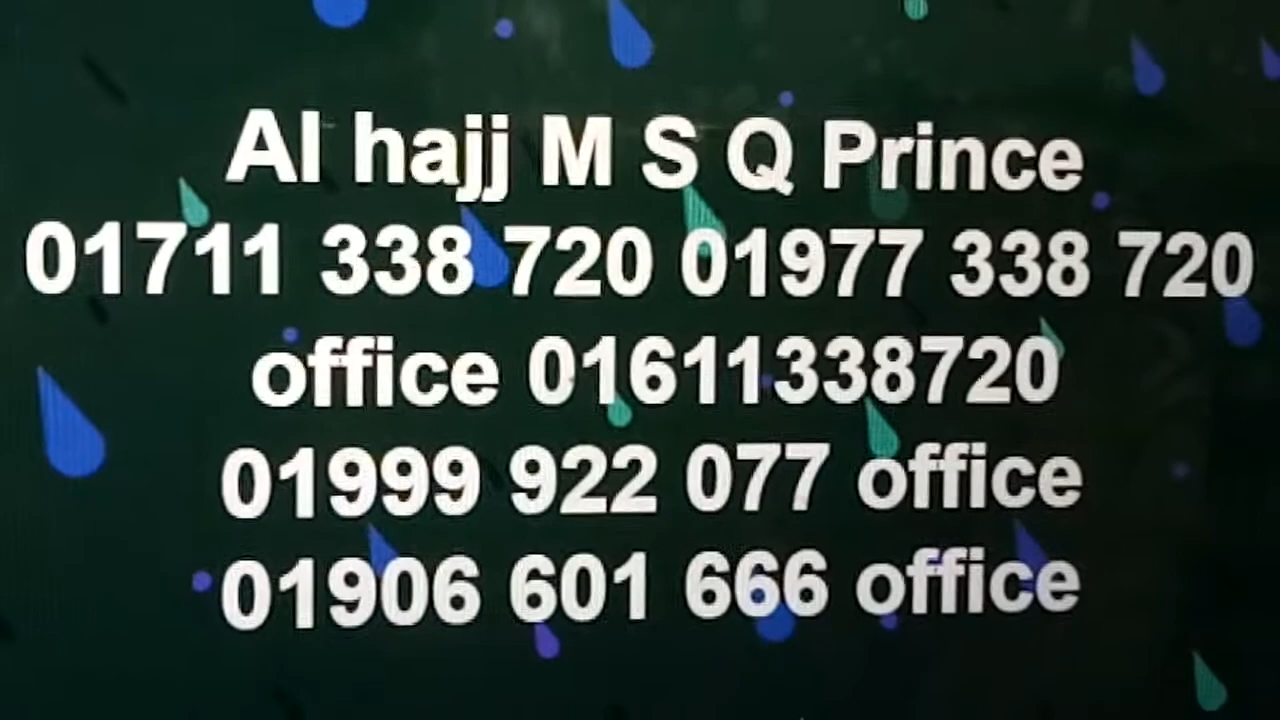 Al hajj M S Q Prince
01711 338 720 01977 338 720
office 01611338720
01999 922 077 office
01906 601 666 office